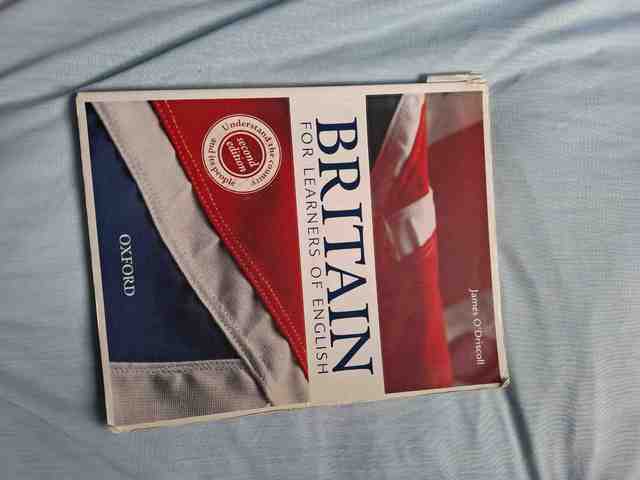 James O'Driscoll
BRITAIN
FOR LEARNERS OF ENGLISH
Understand the country
and its people
second
edition
OXFORD